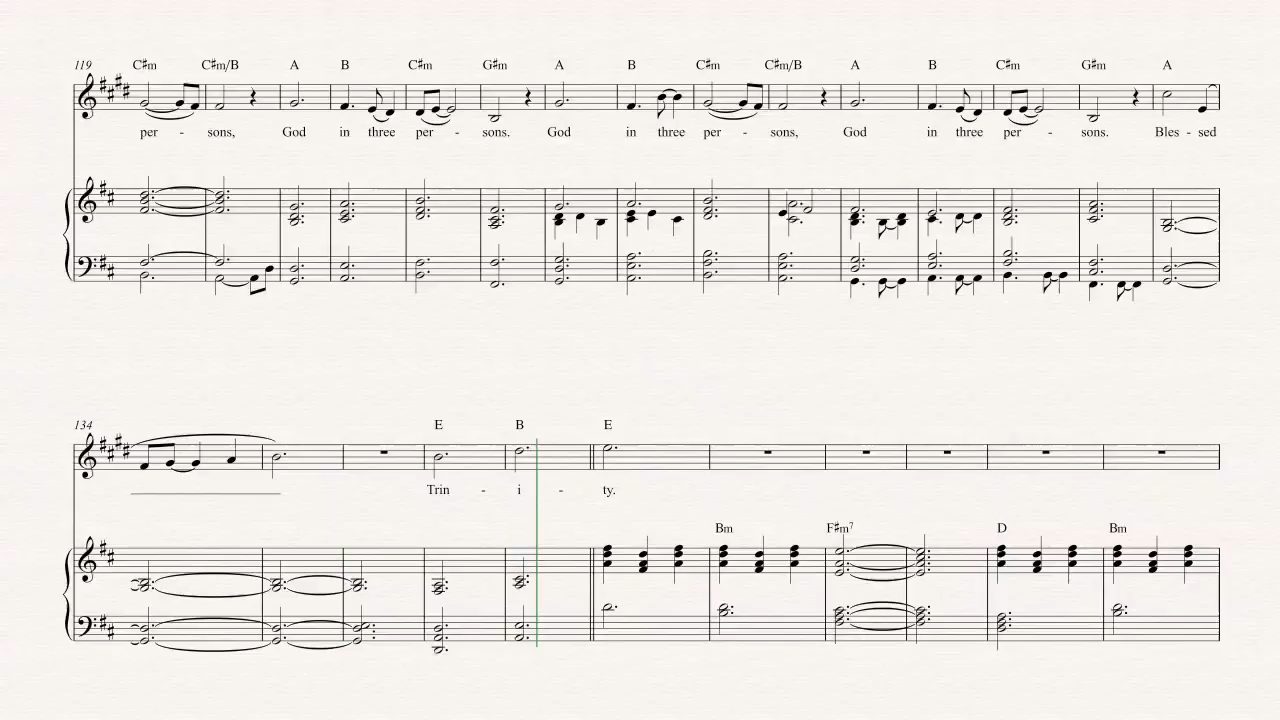 119 C♯m C♯m/B A B C♯m G♯m A B C♯m C♯m/B A B C♯m G♯m A
per - sons, God in three per - sons. God in three per - sons, God in three per - sons. Bles - sed
134 E B E
Trin - i - ty.
Bm F♯m7 D Bm